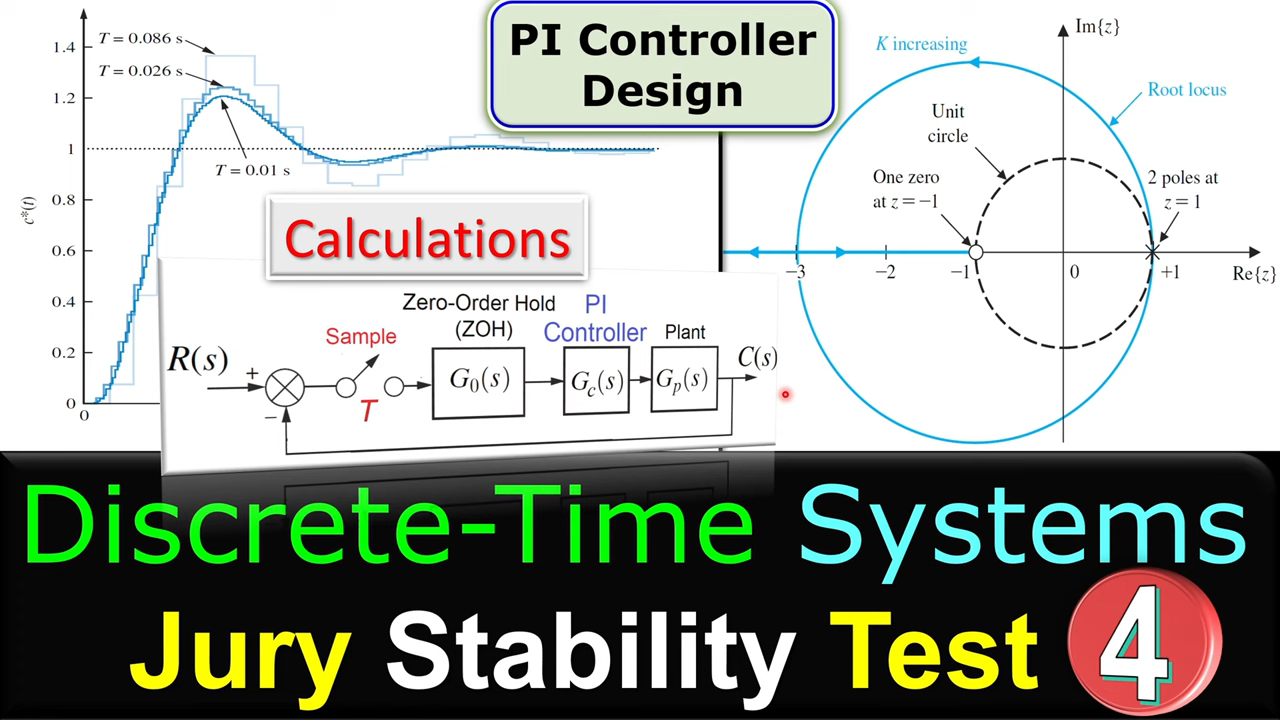 PI Controller
Design
1.4
1.2
1
0.8
0.6
0.4
0.2
0
0
c*(t)
T = 0.086 s
T = 0.026 s
T = 0.01 s
Calculations
Im{z}
K increasing
Root locus
Unit
circle
One zero
at z = −1
2 poles at
z = 1
−3
−2
−1
0
+1
Re{z}
Zero-Order Hold
(ZOH)
PI
Controller
Plant
Sample
R(s)
+
−
T
G0(s)
Gc(s)
Gp(s)
C(s)
Discrete-Time Systems
Jury Stability Test 4